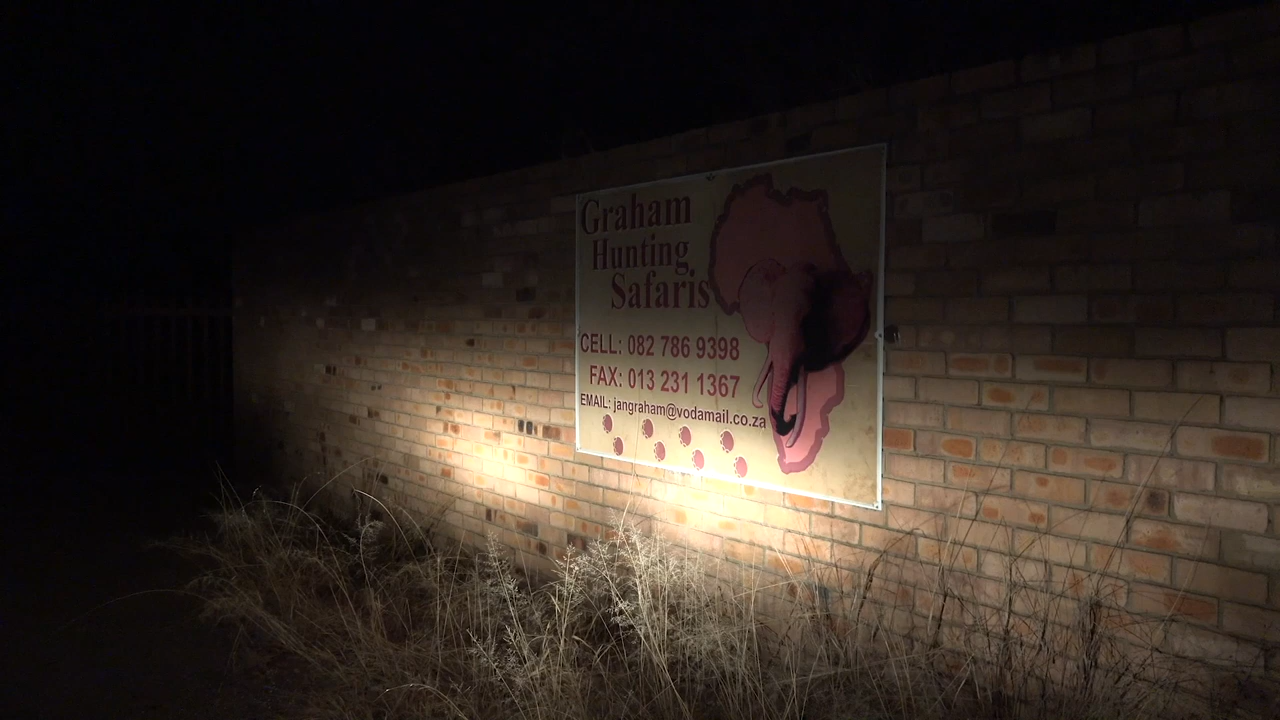 Graham
Hunting
Safaris
CELL: 082 786 9398
FAX: 013 231 1367
EMAIL: jangraham@vodamail.co.za